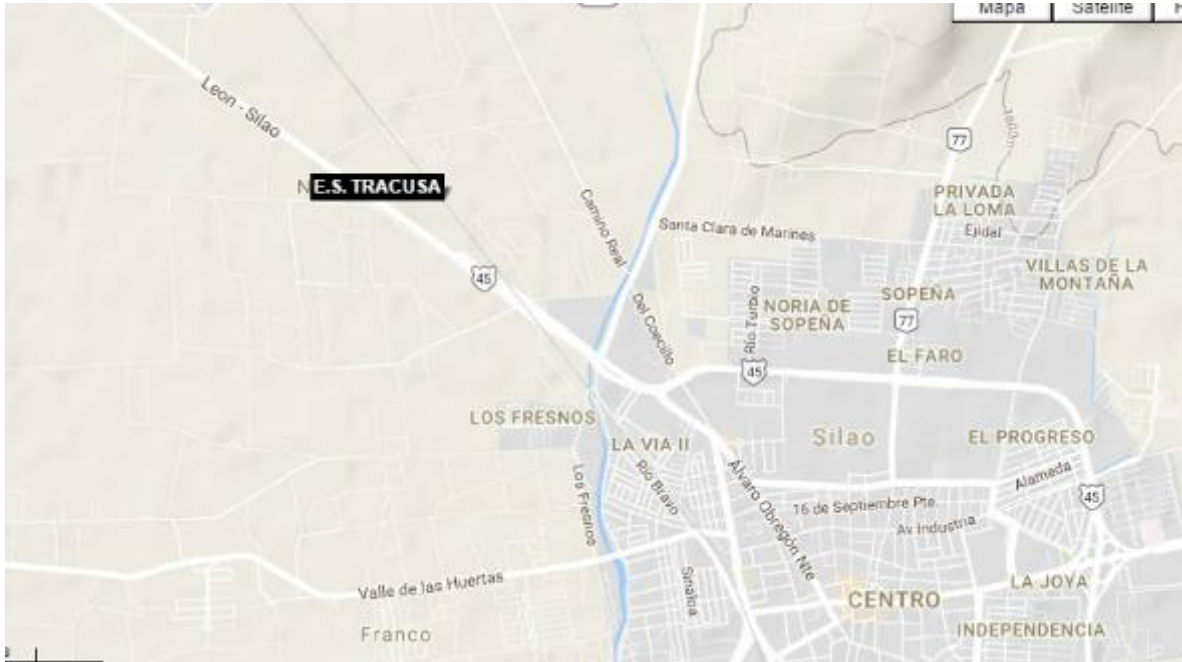 Mapa
Satélite
Leon - Silao
E.S. TRACUSA
77
PRIVADA
LA LOMA
Ejidal
Camino Real
Santa Clara de Marines
VILLAS DE LA
MONTAÑA
45
SOPEÑA
NORIA DE
SOPEÑA
Río Turbio
77
Del Coecillo
EL FARO
45
LOS FRESNOS
LA VIA II
Silao
EL PROGRESO
Río Bravo
Alameda
Los Fresnos
Álvaro Obregón Nte
16 de Septiembre Pte.
45
Av Industria
Valle de las Huertas
Sinaloa
LA JOYA
CENTRO
Franco
INDEPENDENCIA